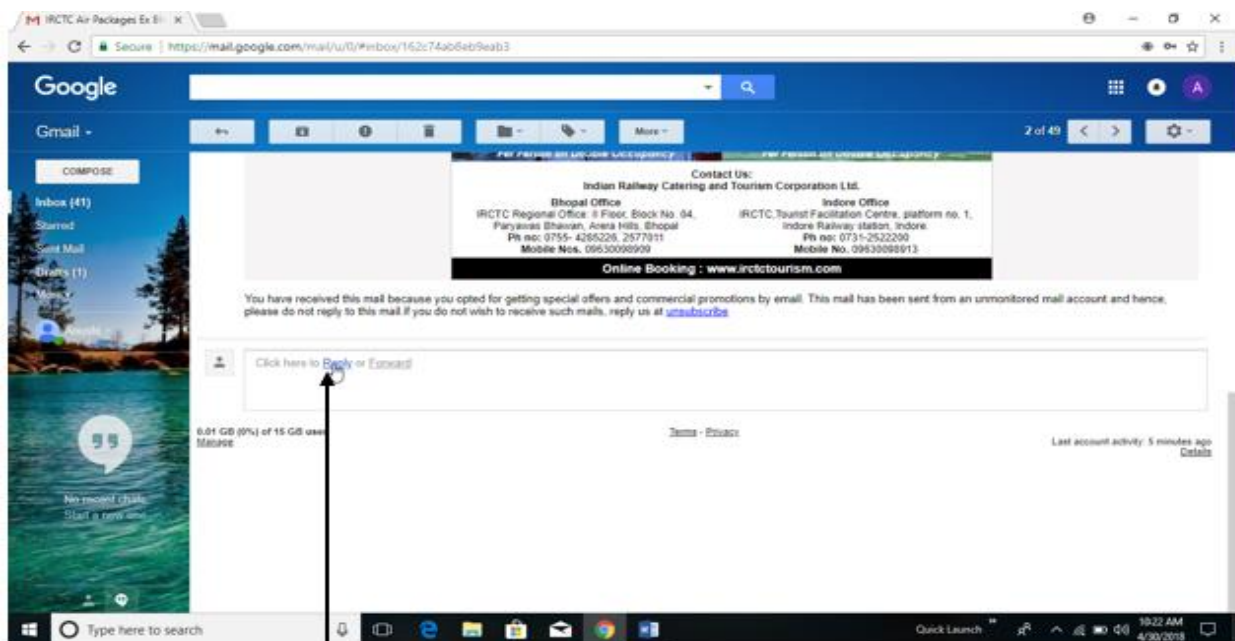 IRCTC Air Packages Ex B
Secure | https://mail.google.com/mail/u/0/#inbox/162c74ab6eb9eab3
Google
A
Gmail
More
2 of 49
COMPOSE
Inbox (41)
Starred
Sent Mail
Drafts (1)
More
Per Person on Double Occupancy
Per Person on Double Occupancy
Contact Us:
Indian Railway Catering and Tourism Corporation Ltd.
Bhopal Office
IRCTC Regional Office: II Floor, Block No. 04,
Paryawas Bhawan, Arera Hills, Bhopal
Ph no: 0755- 4285226, 2577011
Mobile Nos. 09630098909
Indore Office
IRCTC,Tourist Facilitation Centre, platform no. 1,
Indore Railway station, Indore.
Ph no: 0731-2522200
Mobile No. 09630098913
Online Booking : www.irctctourism.com
You have received this mail because you opted for getting special offers and commercial promotions by email. This mail has been sent from an unmonitored mail account and hence,
please do not reply to this mail.If you do not wish to receive such mails, reply us at unsubscribe
Click here to Reply or Forward
0.01 GB (0%) of 15 GB used
Manage
Terms - Privacy
Last account activity: 5 minutes ago
Details
No recent chats
Start a new one
Type here to search
Quick Launch
10:22 AM
4/30/2018